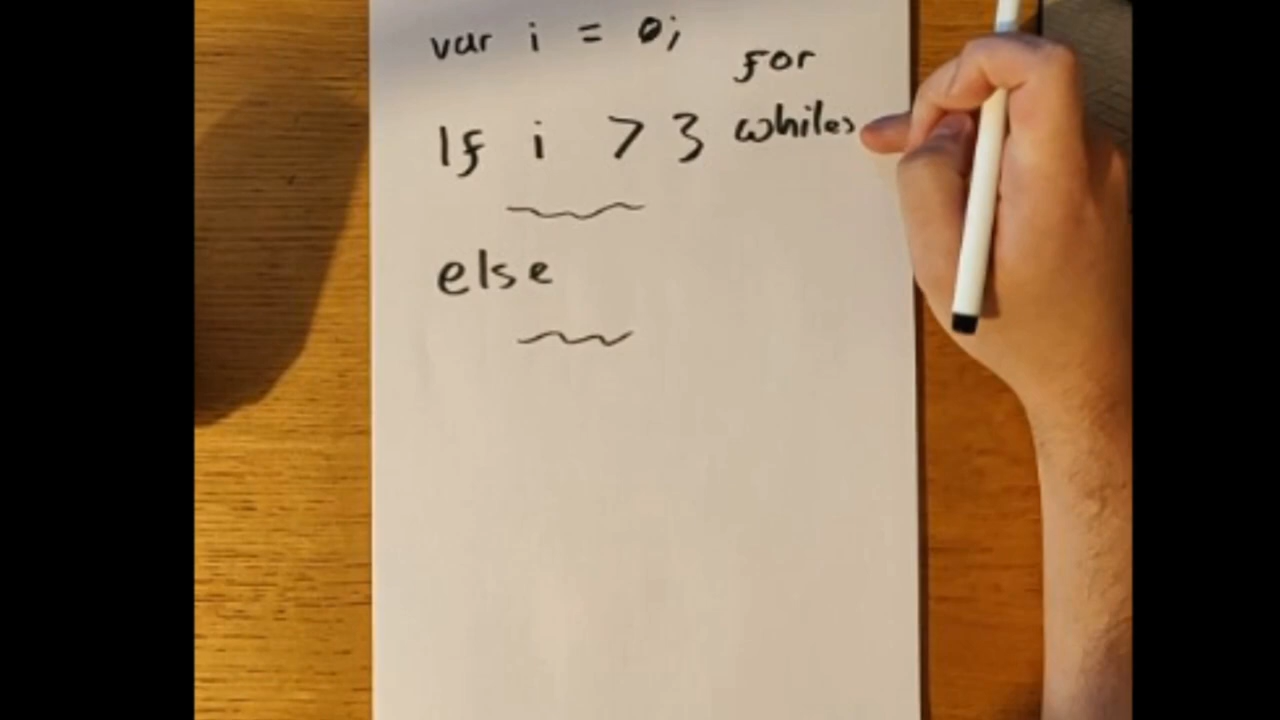 var i = 0;
for
If i > 3
whiles
else